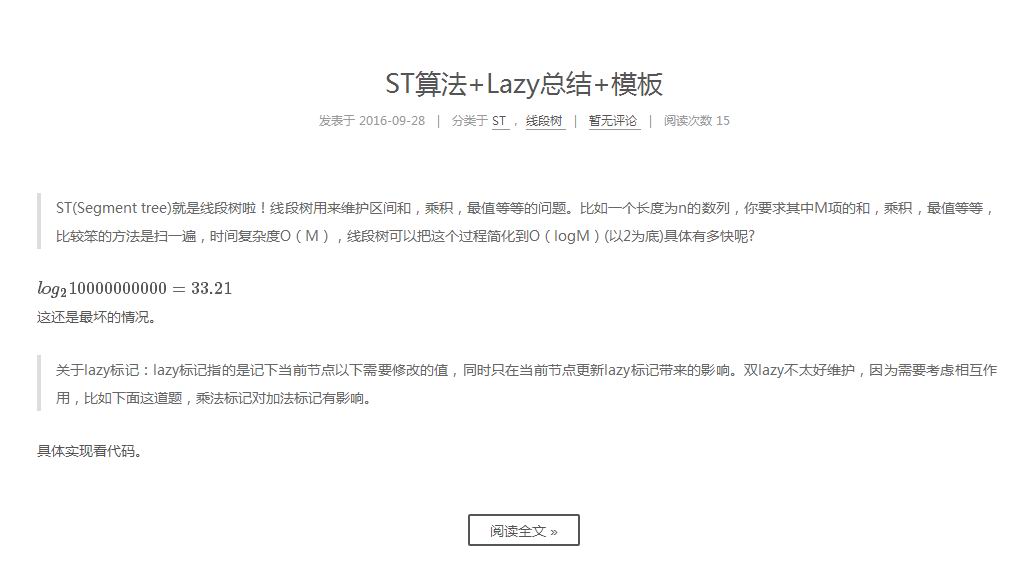 ST算法+Lazy总结+模板
发表于 2016-09-28 | 分类于 ST ， 线段树 | 暂无评论 | 阅读次数 15
ST(Segment tree)就是线段树啦！线段树用来维护区间和，乘积，最值等等的问题。比如一个长度为n的数列，你要求其中M项的和，乘积，最值等等，
比较笨的方法是扫一遍，时间复杂度O（M），线段树可以把这个过程简化到O（logM）(以2为底)具体有多快呢?
log₂10000000000 = 33.21
这还是最坏的情况。
关于lazy标记：lazy标记指的是记下当前节点以下需要修改的值，同时只在当前节点更新lazy标记带来的影响。双lazy不太好维护，因为需要考虑相互作
用，比如下面这道题，乘法标记对加法标记有影响。
具体实现看代码。
阅读全文 »